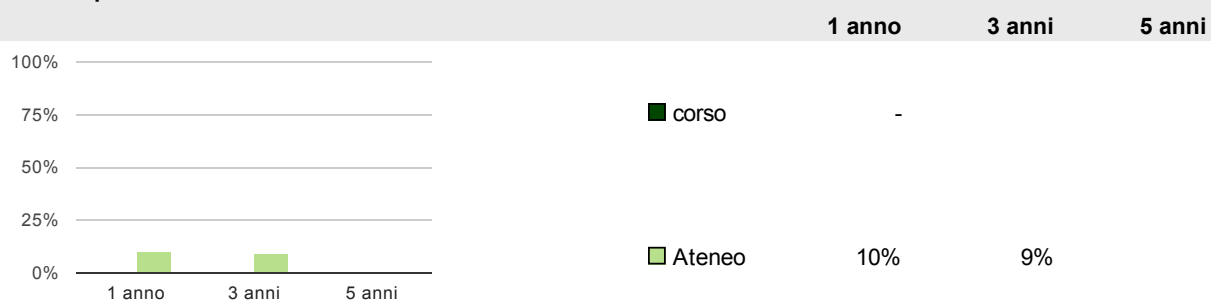 1 anno 3 anni 5 anni
100%
75%
50%
25%
0%
1 anno 3 anni 5 anni
corso -
Ateneo 10% 9%